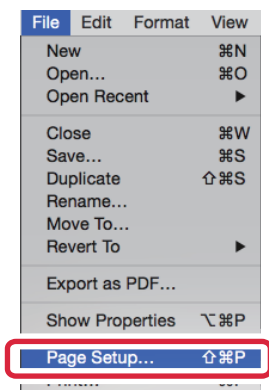 File Edit Format View
New ⌘N
Open... ⌘O
Open Recent ▶
Close ⌘W
Save... ⌘S
Duplicate ⇧⌘S
Rename...
Move To...
Revert To ▶
Export as PDF...
Show Properties ⌥⌘P
Page Setup... ⇧⌘P